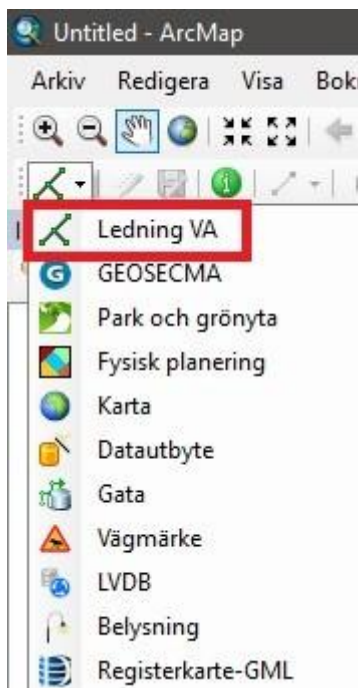 Untitled - ArcMap
Arkiv Redigera Visa
Ledning VA
GEOSECMA
Park och grönyta
Fysisk planering
Karta
Datautbyte
Gata
Vägmärke
LVDB
Belysning
Registerkarte-GML